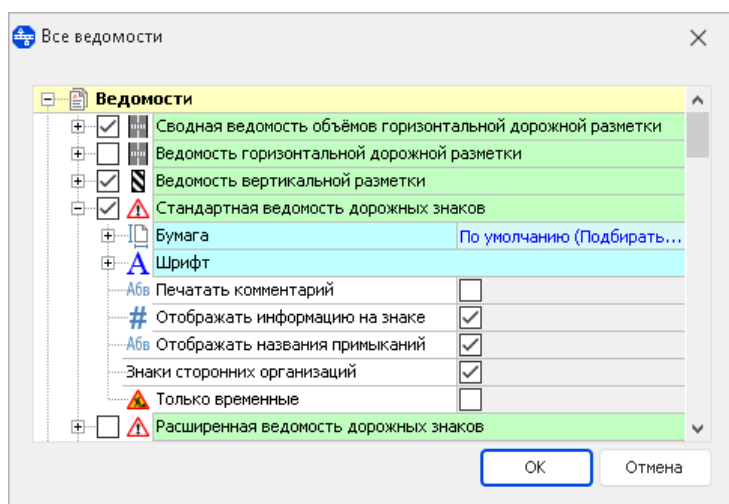 Все ведомости
Ведомости
Сводная ведомость объёмов горизонтальной дорожной разметки
Ведомость горизонтальной дорожной разметки
Ведомость вертикальной разметки
Стандартная ведомость дорожных знаков
Бумага По умолчанию (Подбирать...
A Шрифт
Абв Печатать комментарий
# Отображать информацию на знаке
Абв Отображать названия примыканий
Знаки сторонних организаций
Только временные
Расширенная ведомость дорожных знаков
ОК Отмена